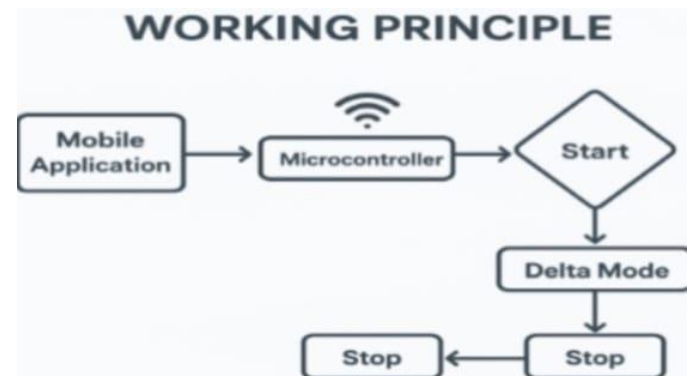 WORKING PRINCIPLE
Mobile
Application
Microcontroller
Start
Delta Mode
Stop
Stop